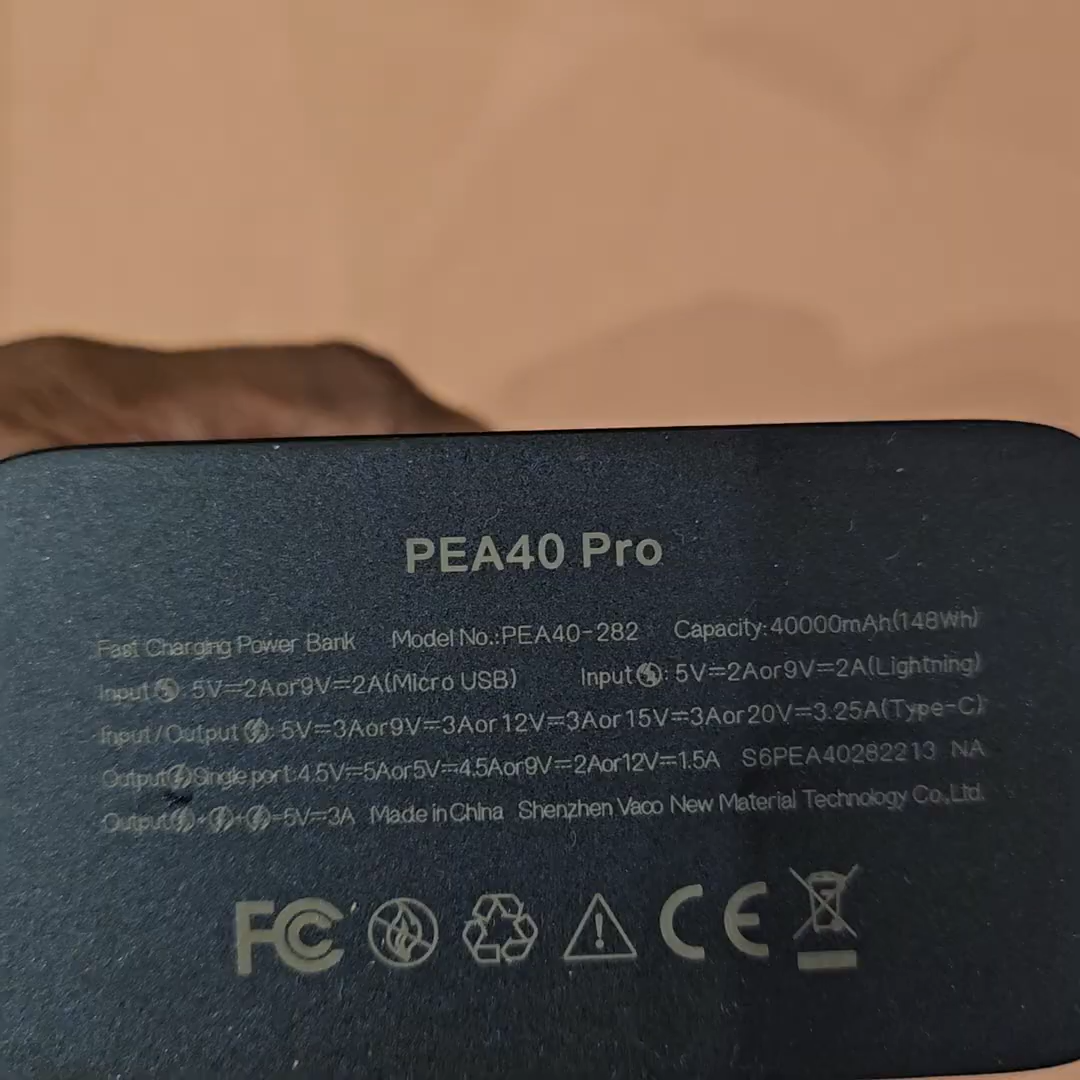 PEA40 Pro
Fast Charging Power Bank Model No.:PEA40-282 Capacity:40000mAh(148Wh)
Input : 5V=2Aor9V=2A(Micro USB) Input : 5V=2Aor9V=2A(Lightning)
Input/Output : 5V=3Aor9V=3Aor12V=3Aor15V=3Aor20V=3.25A(Type-C)
Output Single port:4.5V=5Aor5V=4.5Aor9V=2Aor12V=1.5A S6PEA40282213 NA
Output + + =5V=3A Made in China Shenzhen Vaco New Material Technology Co.,Ltd.
FC CE